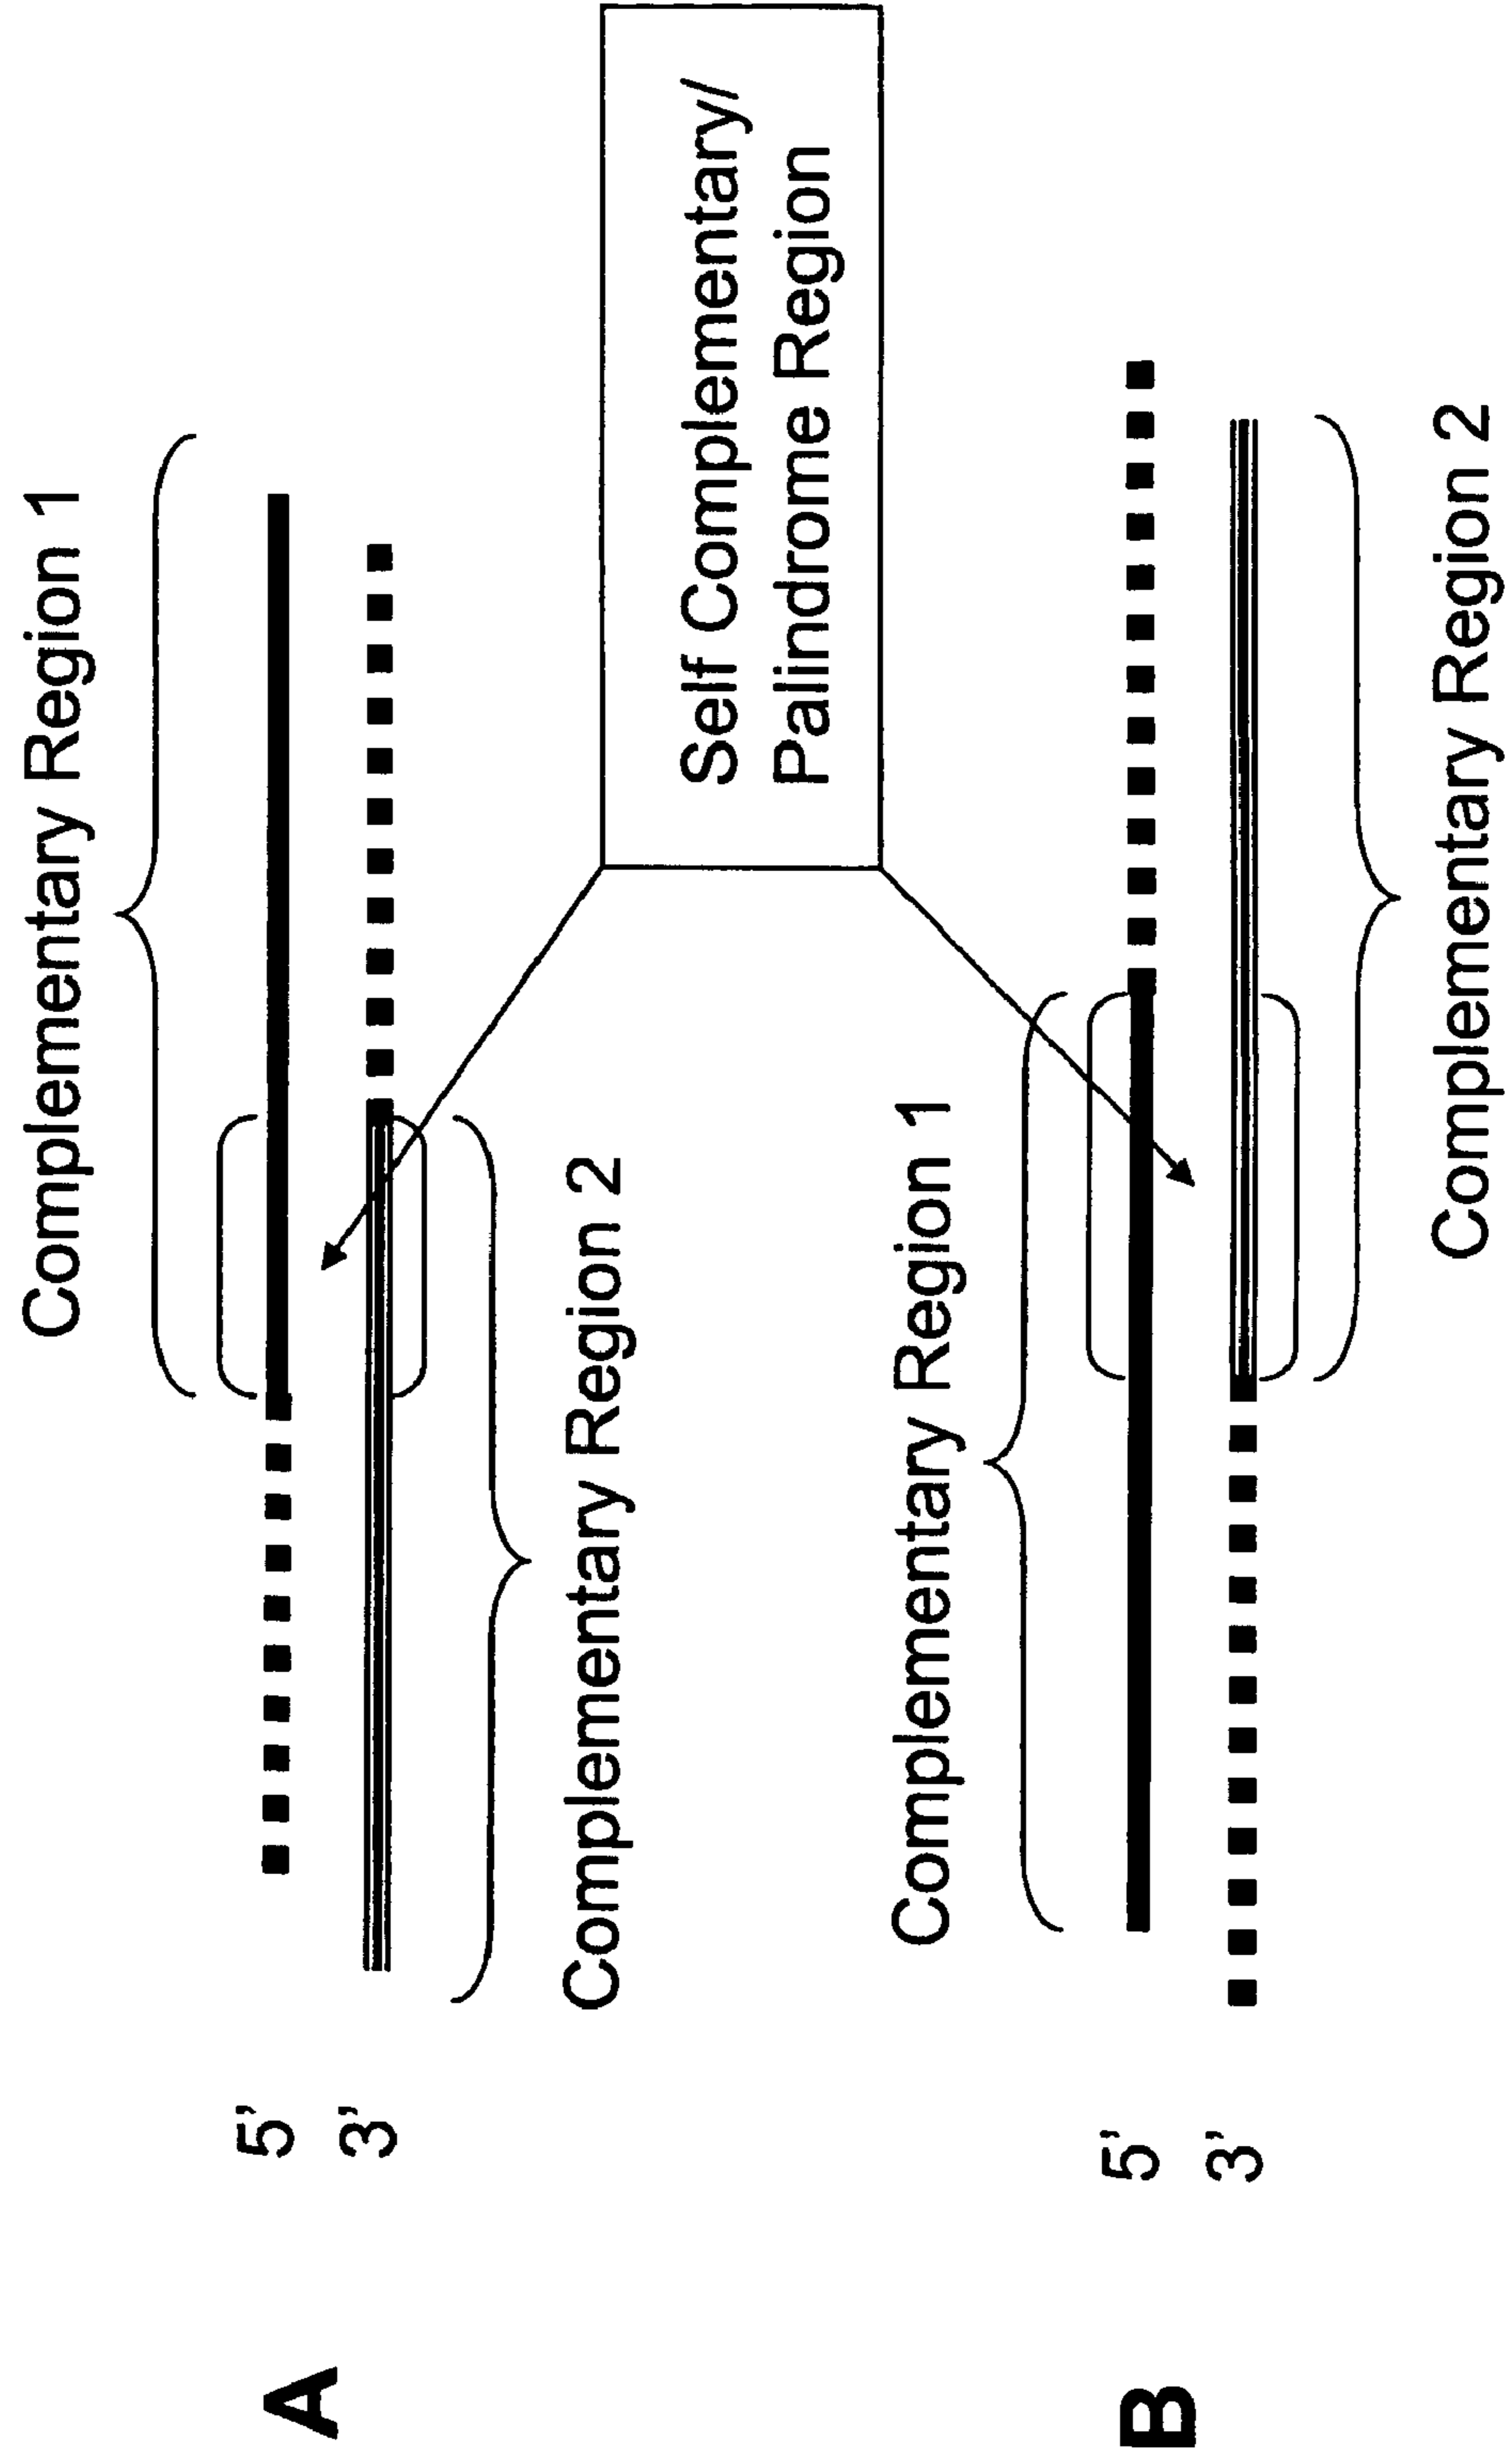 A
Complementary Region 1
5'
3'
Complementary Region 2
Self Complementary/
Palindrome Region
B
Complementary Region 1
5'
3'
Complementary Region 2